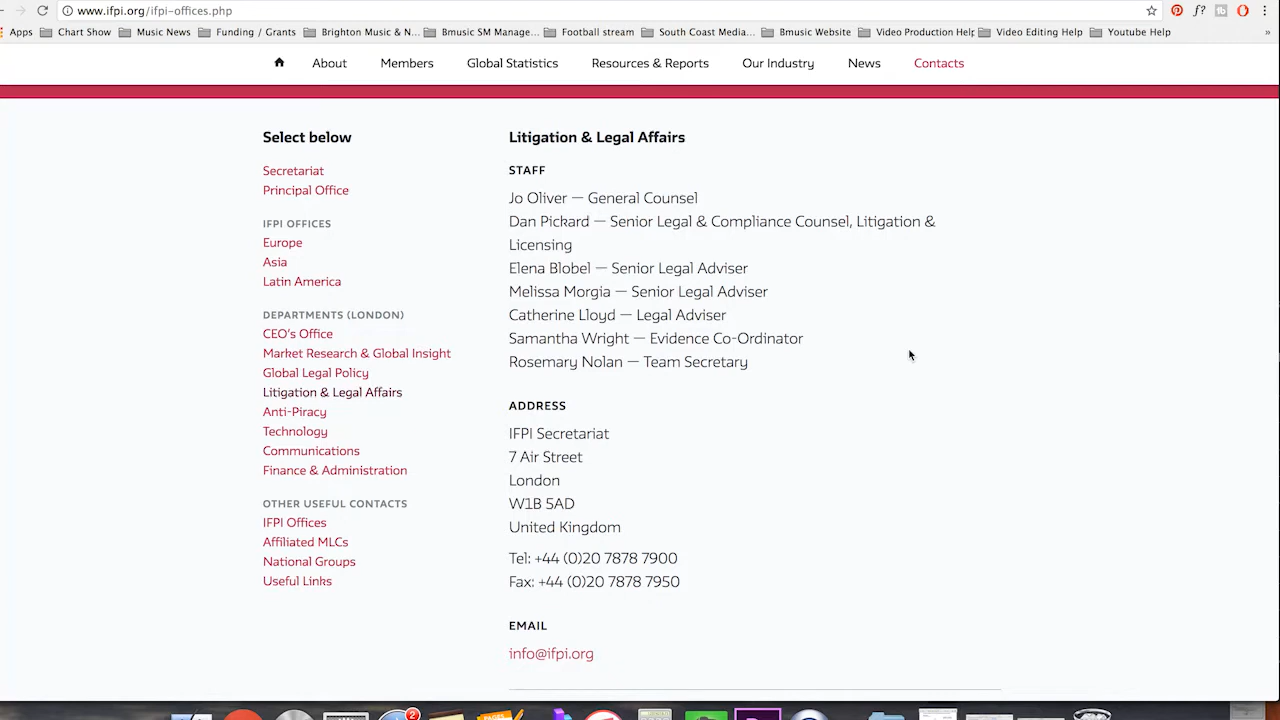 www.ifpi.org/ifpi-offices.php
Apps Chart Show Music News Funding / Grants Brighton Music & N... Bmusic SM Manage... Football stream South Coast Media... Bmusic Website Video Production Help Video Editing Help Youtube Help »
About Members Global Statistics Resources & Reports Our Industry News Contacts
Select below
Secretariat
Principal Office
IFPI OFFICES
Europe
Asia
Latin America
DEPARTMENTS (LONDON)
CEO's Office
Market Research & Global Insight
Global Legal Policy
Litigation & Legal Affairs
Anti-Piracy
Technology
Communications
Finance & Administration
OTHER USEFUL CONTACTS
IFPI Offices
Affiliated MLCs
National Groups
Useful Links
Litigation & Legal Affairs
STAFF
Jo Oliver — General Counsel
Dan Pickard — Senior Legal & Compliance Counsel, Litigation &
Licensing
Elena Blobel — Senior Legal Adviser
Melissa Morgia — Senior Legal Adviser
Catherine Lloyd — Legal Adviser
Samantha Wright — Evidence Co-Ordinator
Rosemary Nolan — Team Secretary
ADDRESS
IFPI Secretariat
7 Air Street
London
W1B 5AD
United Kingdom
Tel: +44 (0)20 7878 7900
Fax: +44 (0)20 7878 7950
EMAIL
info@ifpi.org
2
PAGES